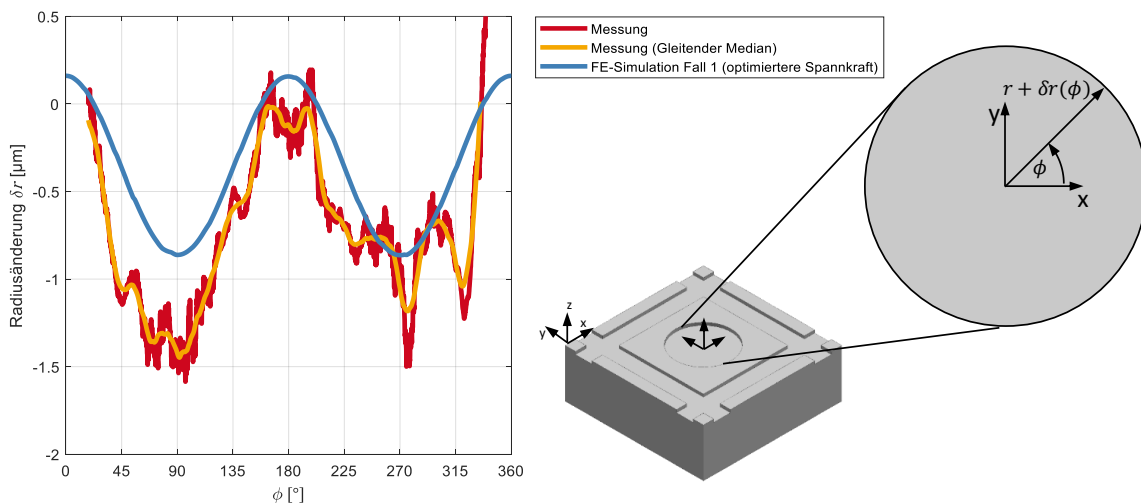 Radiusänderung δr [µm]
0.5
0
-0.5
-1
-1.5
-2
0 45 90 135 180 225 270 315 360
ϕ [°]
Messung
Messung (Gleitender Median)
FE-Simulation Fall 1 (optimiertere Spannkraft)
r + δr(ϕ)
y
ϕ
x
z
y x